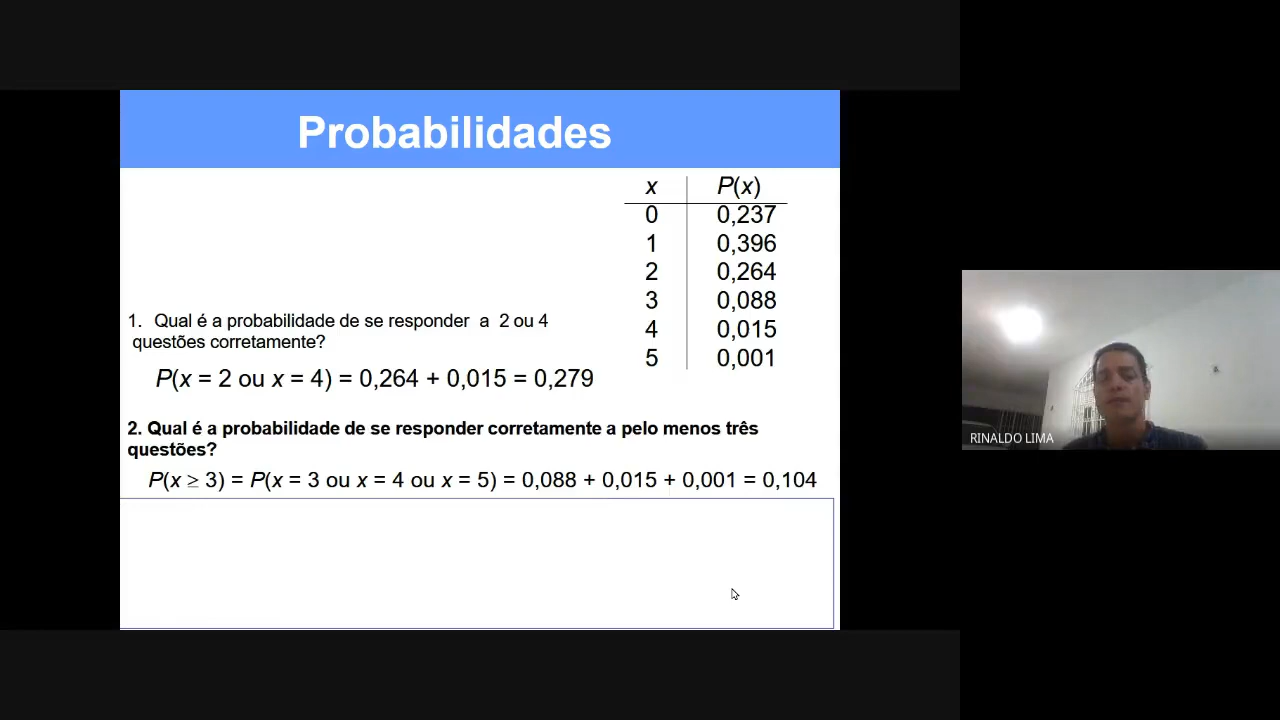 Probabilidades
x P(x)
0 0,237
1 0,396
2 0,264
3 0,088
4 0,015
5 0,001
1. Qual é a probabilidade de se responder a 2 ou 4
questões corretamente?
P(x = 2 ou x = 4) = 0,264 + 0,015 = 0,279
2. Qual é a probabilidade de se responder corretamente a pelo menos três
questões?
P(x ≥ 3) = P(x = 3 ou x = 4 ou x = 5) = 0,088 + 0,015 + 0,001 = 0,104
RINALDO LIMA